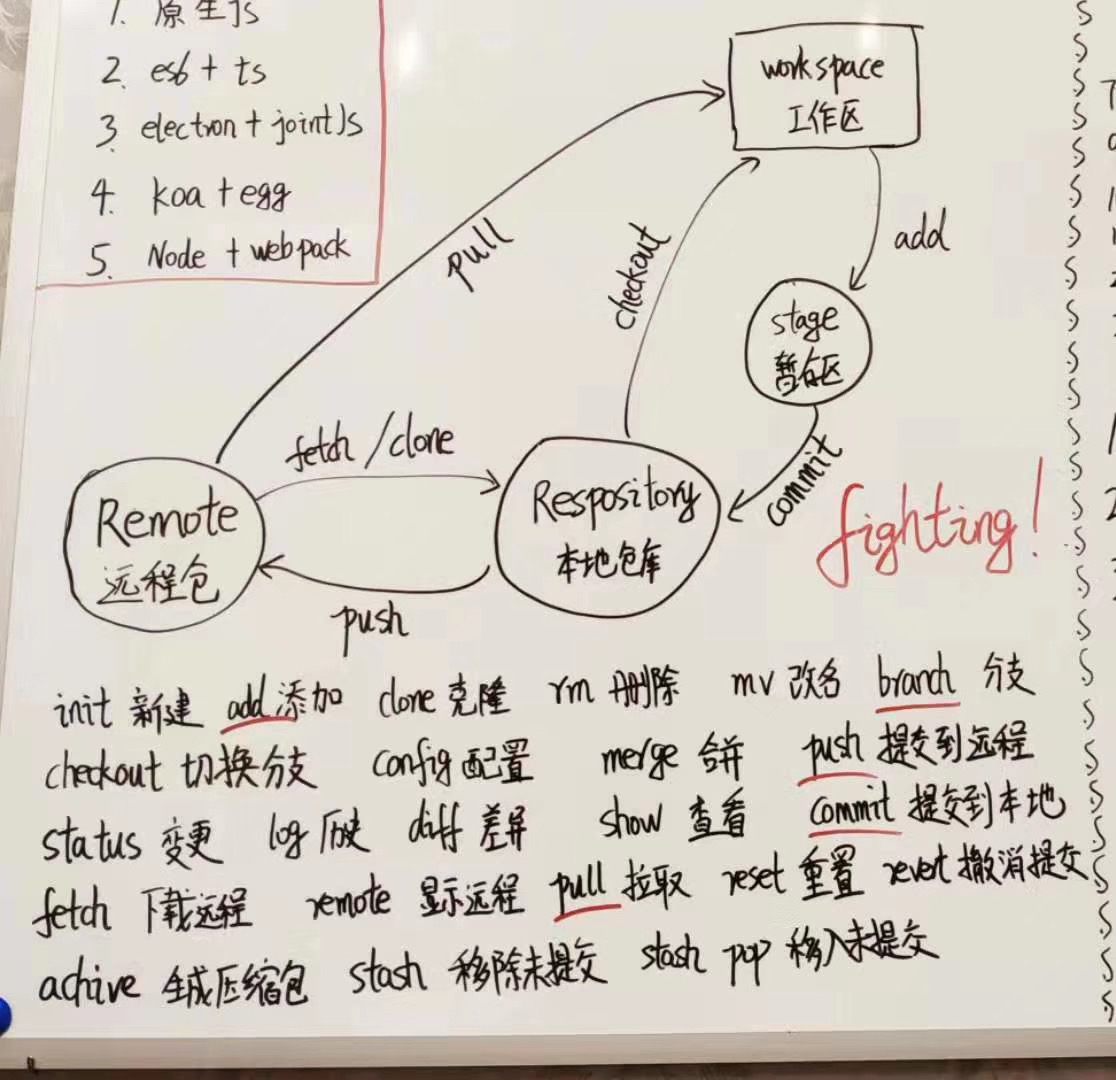 1. 原生JS
2. es6 + ts
3. electron + jointJs
4. koa + egg
5. Node + webpack
workspace
工作区
pull
checkout
add
stage
暂存区
fetch / clone
commit
Remote
远程仓
Respository
本地仓库
push
fighting!
init 新建 add 添加 clone 克隆 rm 删除 mv 改名 branch 分支
checkout 切换分支 config 配置 merge 合并 push 提交到远程
status 变更 log 历史 diff 差异 show 查看 commit 提交到本地
fetch 下载远程 remote 显示远程 pull 拉取 reset 重置 revert 撤消提交
achive 生成压缩包 stash 移除未提交 stash pop 移入未提交